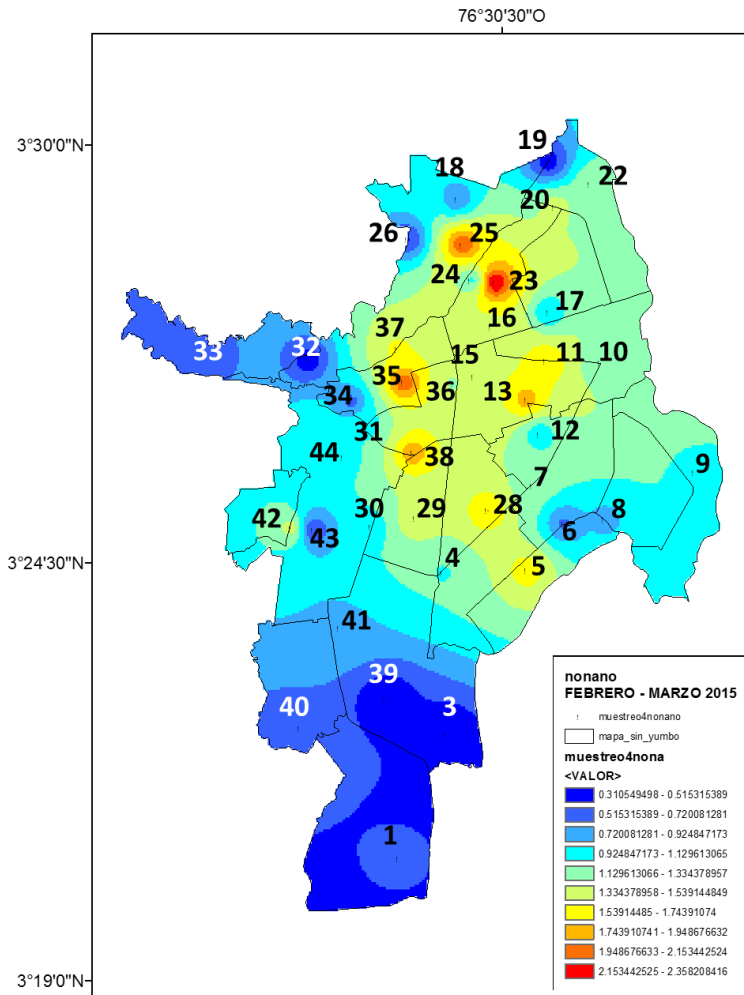 76°30'30"O
3°30'0"N
19
18
22
20
26
25
24
23
17
16
37
15
11
10
33
32
35
36
13
34
31
12
44
38
9
7
42
30
29
28
8
43
6
3°24'30"N
4
5
41
39
40
3
1
nonano
FEBRERO - MARZO 2015
muestreo4nonano
mapa_sin_yumbo
muestreo4nona
<VALOR>
0.310549498 - 0.515315389
0.515315389 - 0.720081281
0.720081281 - 0.924847173
0.924847173 - 1.129613065
1.129613066 - 1.334378957
1.334378958 - 1.539144849
1.53914485 - 1.74391074
1.743910741 - 1.948676632
1.948676633 - 2.153442524
2.153442525 - 2.358208416
3°19'0"N